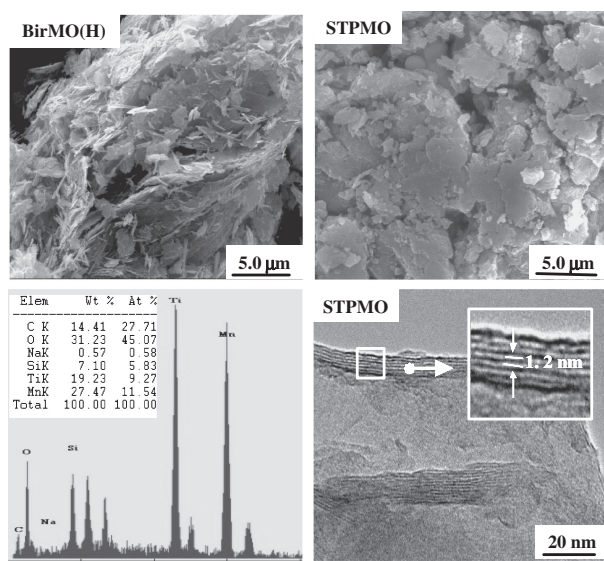 BirMO(H)
5.0 μm
STPMO
5.0 μm
Elem Wt % At %
C K 14.41 27.71
O K 31.23 45.07
NaK 0.57 0.58
SiK 7.10 5.83
TiK 19.23 9.27
MnK 27.47 11.54
Total 100.00 100.00
Ti
Mn
O
Si
C
Na
STPMO
1.2 nm
20 nm